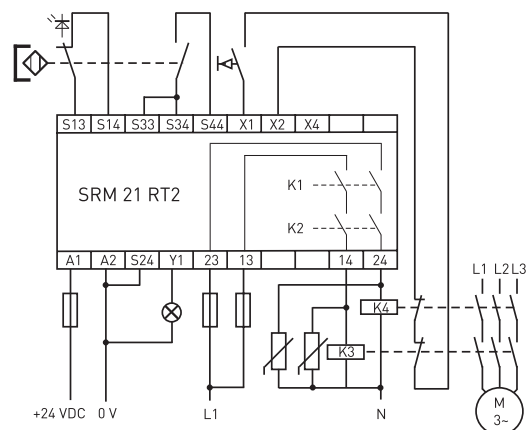 S13 S14 S33 S34 S44 X1 X2 X4
K1
SRM 21 RT2
K2
A1 A2 S24 Y1 23 13 14 24
L1 L2 L3
K4
K3
+24 VDC 0 V L1 N
M
3~